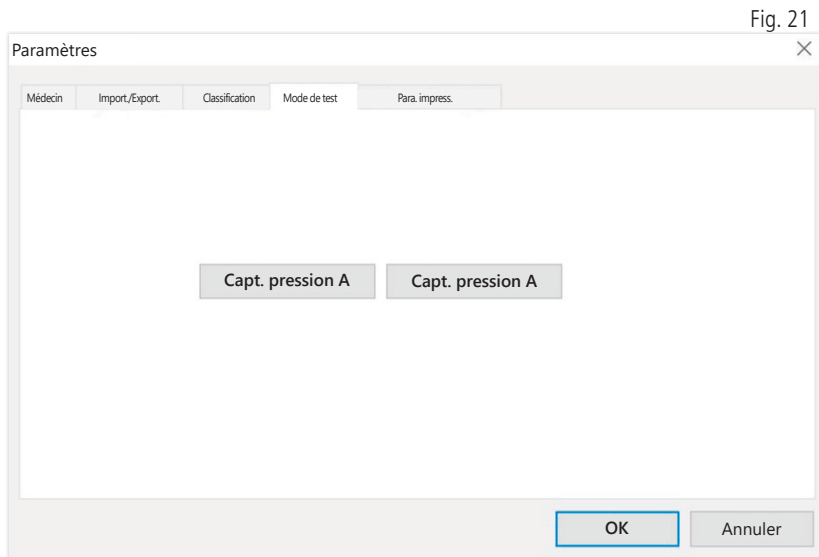 Fig. 21
Paramètres
Médecin Import./Export. Classification Mode de test Para. impress.
Capt. pression A Capt. pression A
OK Annuler